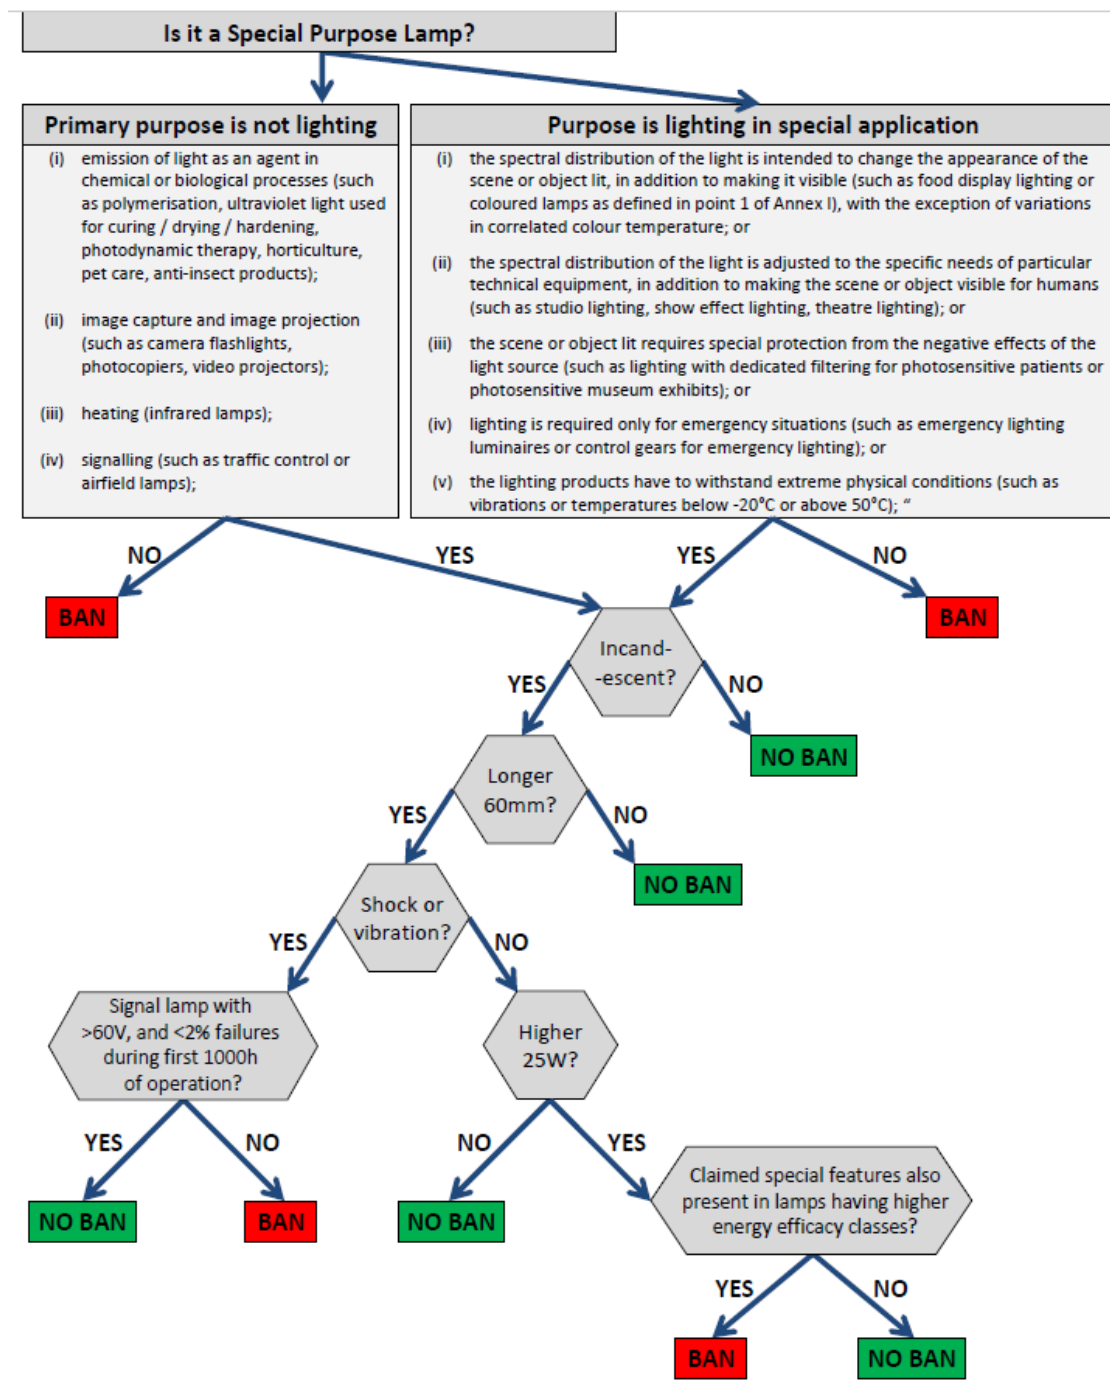 Is it a Special Purpose Lamp?
Primary purpose is not lighting
(i) emission of light as an agent in
chemical or biological processes (such
as polymerisation, ultraviolet light used
for curing / drying / hardening,
photodynamic therapy, horticulture,
pet care, anti-insect products);
(ii) image capture and image projection
(such as camera flashlights,
photocopiers, video projectors);
(iii) heating (infrared lamps);
(iv) signalling (such as traffic control or
airfield lamps);
Purpose is lighting in special application
(i) the spectral distribution of the light is intended to change the appearance of the
scene or object lit, in addition to making it visible (such as food display lighting or
coloured lamps as defined in point 1 of Annex I), with the exception of variations
in correlated colour temperature; or
(ii) the spectral distribution of the light is adjusted to the specific needs of particular
technical equipment, in addition to making the scene or object visible for humans
(such as studio lighting, show effect lighting, theatre lighting); or
(iii) the scene or object lit requires special protection from the negative effects of the
light source (such as lighting with dedicated filtering for photosensitive patients or
photosensitive museum exhibits); or
(iv) lighting is required only for emergency situations (such as emergency lighting
luminaires or control gears for emergency lighting); or
(v) the lighting products have to withstand extreme physical conditions (such as
vibrations or temperatures below -20°C or above 50°C); “
NO
YES
YES
NO
BAN
BAN
Incand-
-escent?
YES
NO
NO BAN
Longer
60mm?
YES
NO
NO BAN
Shock or
vibration?
YES
NO
Signal lamp with
>60V, and <2% failures
during first 1000h
of operation?
Higher
25W?
YES
NO
NO
YES
NO BAN
BAN
NO BAN
Claimed special features also
present in lamps having higher
energy efficacy classes?
YES
NO
BAN
NO BAN